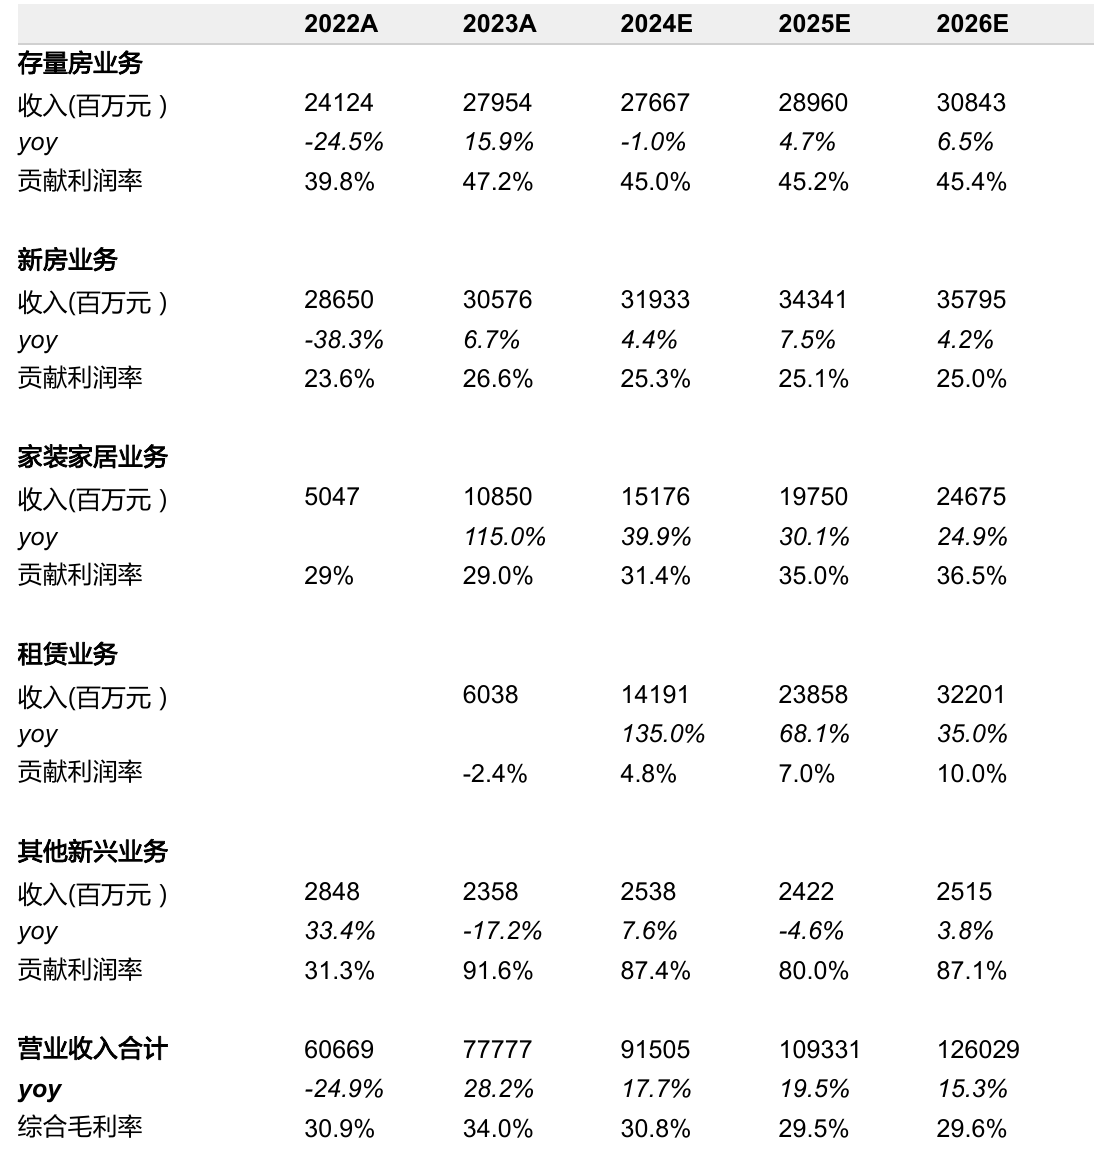 2022A 2023A 2024E 2025E 2026E
存量房业务
收入(百万元） 24124 27954 27667 28960 30843
yoy -24.5% 15.9% -1.0% 4.7% 6.5%
贡献利润率 39.8% 47.2% 45.0% 45.2% 45.4%
新房业务
收入(百万元） 28650 30576 31933 34341 35795
yoy -38.3% 6.7% 4.4% 7.5% 4.2%
贡献利润率 23.6% 26.6% 25.3% 25.1% 25.0%
家装家居业务
收入(百万元） 5047 10850 15176 19750 24675
yoy 115.0% 39.9% 30.1% 24.9%
贡献利润率 29% 29.0% 31.4% 35.0% 36.5%
租赁业务
收入(百万元） 6038 14191 23858 32201
yoy 135.0% 68.1% 35.0%
贡献利润率 -2.4% 4.8% 7.0% 10.0%
其他新兴业务
收入(百万元） 2848 2358 2538 2422 2515
yoy 33.4% -17.2% 7.6% -4.6% 3.8%
贡献利润率 31.3% 91.6% 87.4% 80.0% 87.1%
营业收入合计 60669 77777 91505 109331 126029
yoy -24.9% 28.2% 17.7% 19.5% 15.3%
综合毛利率 30.9% 34.0% 30.8% 29.5% 29.6%